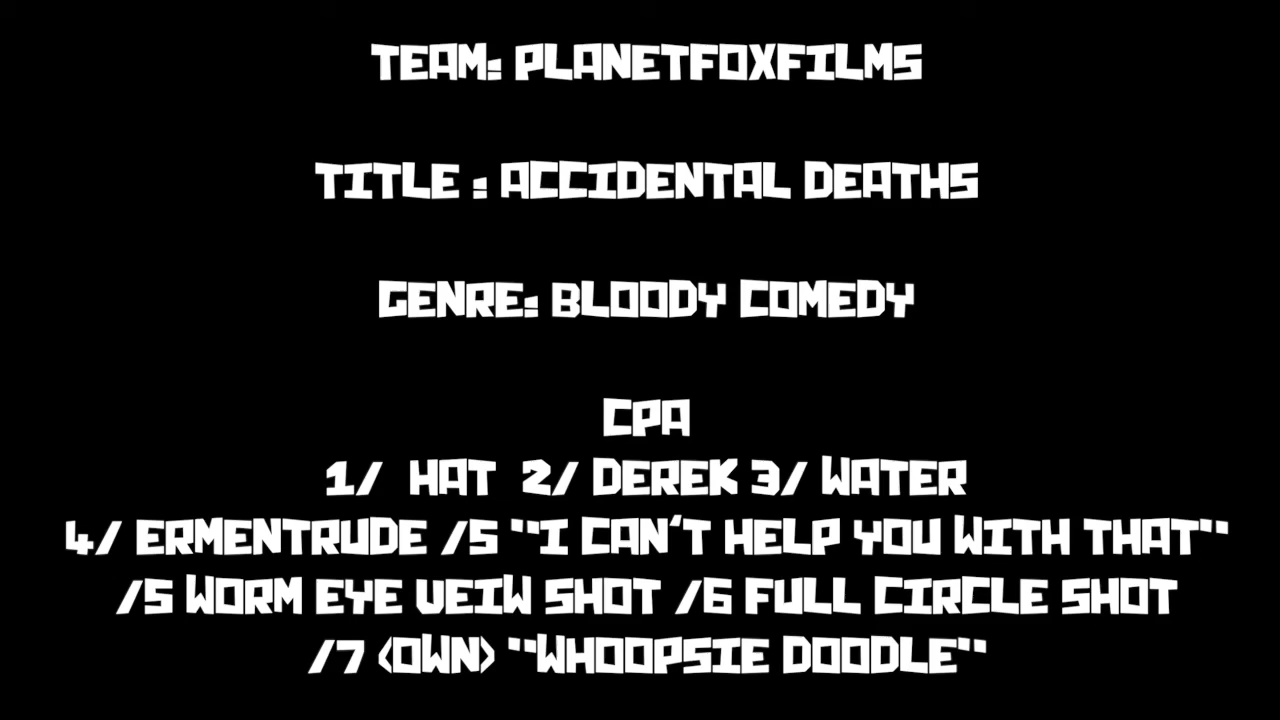 TEAM: PLANETFOXFILMS
TITLE : ACCIDENTAL DEATHS
GENRE: BLOODY COMEDY
CPA
1/ HAT 2/ DEREK 3/ WATER
4/ ERMENTRUDE /5 "I CAN'T HELP YOU WITH THAT"
/5 WORM EYE VEIW SHOT /6 FULL CIRCLE SHOT
/7 (OWN) "WHOOPSIE DOODLE"